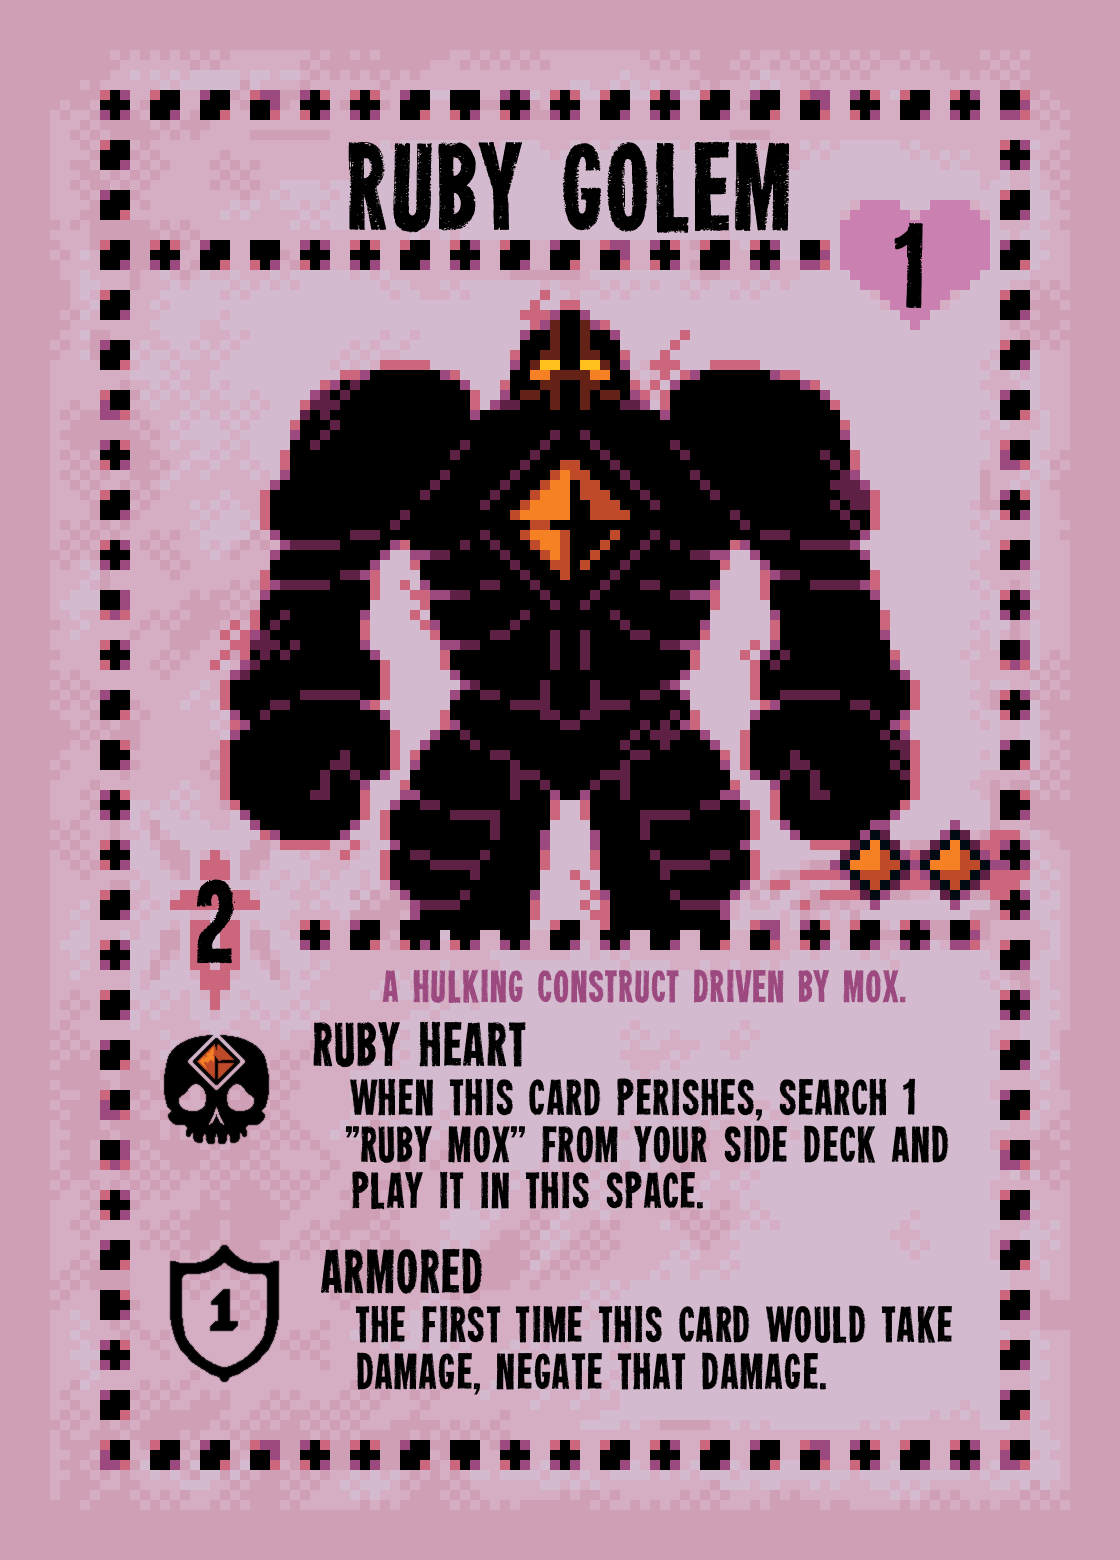 RUBY GOLEM
1
2
A HULKING CONSTRUCT DRIVEN BY MOX.
RUBY HEART
WHEN THIS CARD PERISHES, SEARCH 1
"RUBY MOX" FROM YOUR SIDE DECK AND
PLAY IT IN THIS SPACE.
1
ARMORED
THE FIRST TIME THIS CARD WOULD TAKE
DAMAGE, NEGATE THAT DAMAGE.